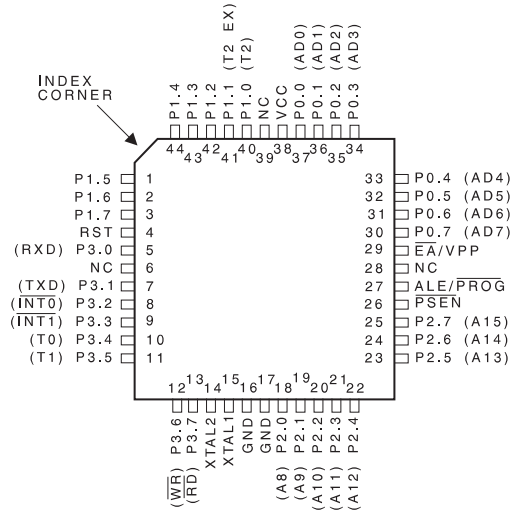 INDEX
CORNER
P1.4
P1.3
P1.2
P1.1 (T2 EX)
P1.0 (T2)
NC
VCC
P0.0 (AD0)
P0.1 (AD1)
P0.2 (AD2)
P0.3 (AD3)
44
43
42
41
40
39
38
37
36
35
34
P1.5 1
P1.6 2
P1.7 3
RST 4
(RXD) P3.0 5
NC 6
(TXD) P3.1 7
(INT0) P3.2 8
(INT1) P3.3 9
(T0) P3.4 10
(T1) P3.5 11
33 P0.4 (AD4)
32 P0.5 (AD5)
31 P0.6 (AD6)
30 P0.7 (AD7)
29 EA/VPP
28 NC
27 ALE/PROG
26 PSEN
25 P2.7 (A15)
24 P2.6 (A14)
23 P2.5 (A13)
12
13
14
15
16
17
18
19
20
21
22
(WR) P3.6
(RD) P3.7
XTAL2
XTAL1
GND
GND
(A8) P2.0
(A9) P2.1
(A10) P2.2
(A11) P2.3
(A12) P2.4